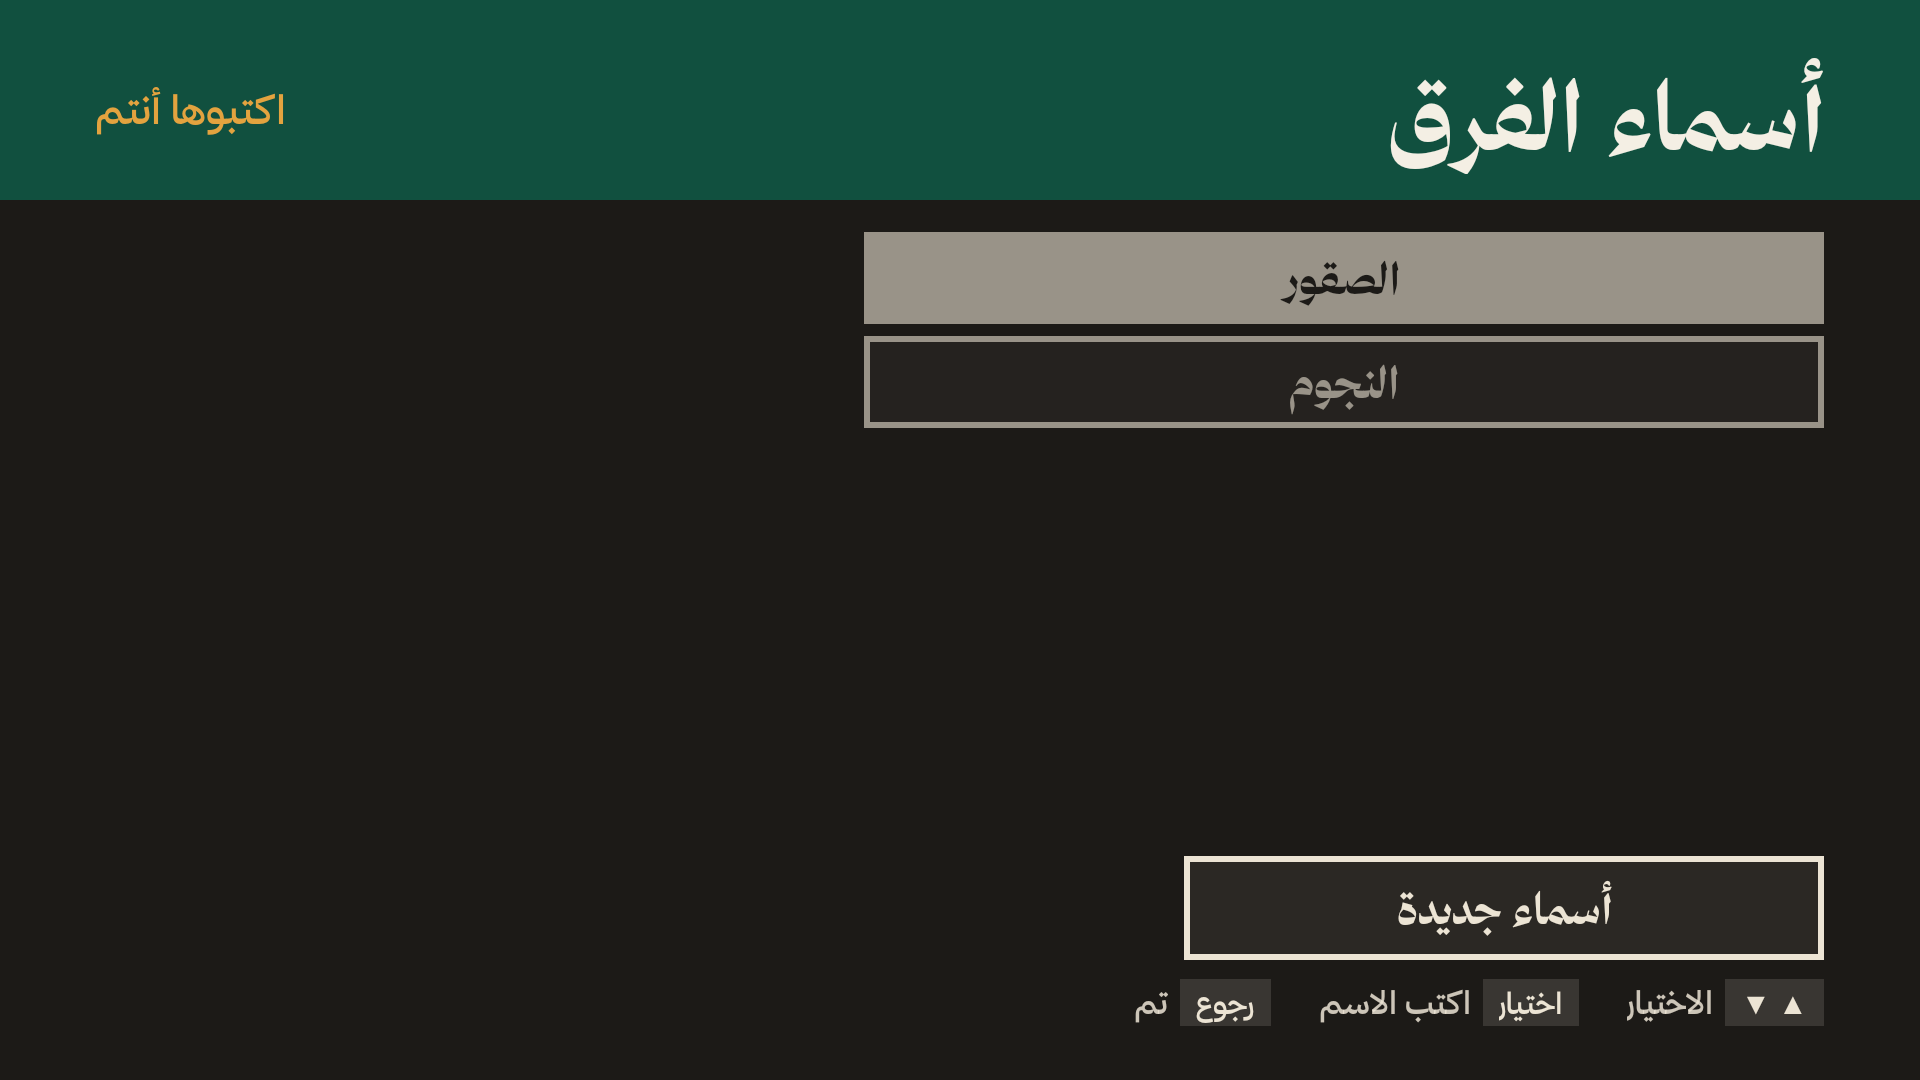 أسماء الفرق
اكتبوها أنتم
الصقور
النجوم
أسماء جديدة
▲ ▼ الاختيار اختيار اكتب الاسم رجوع تم